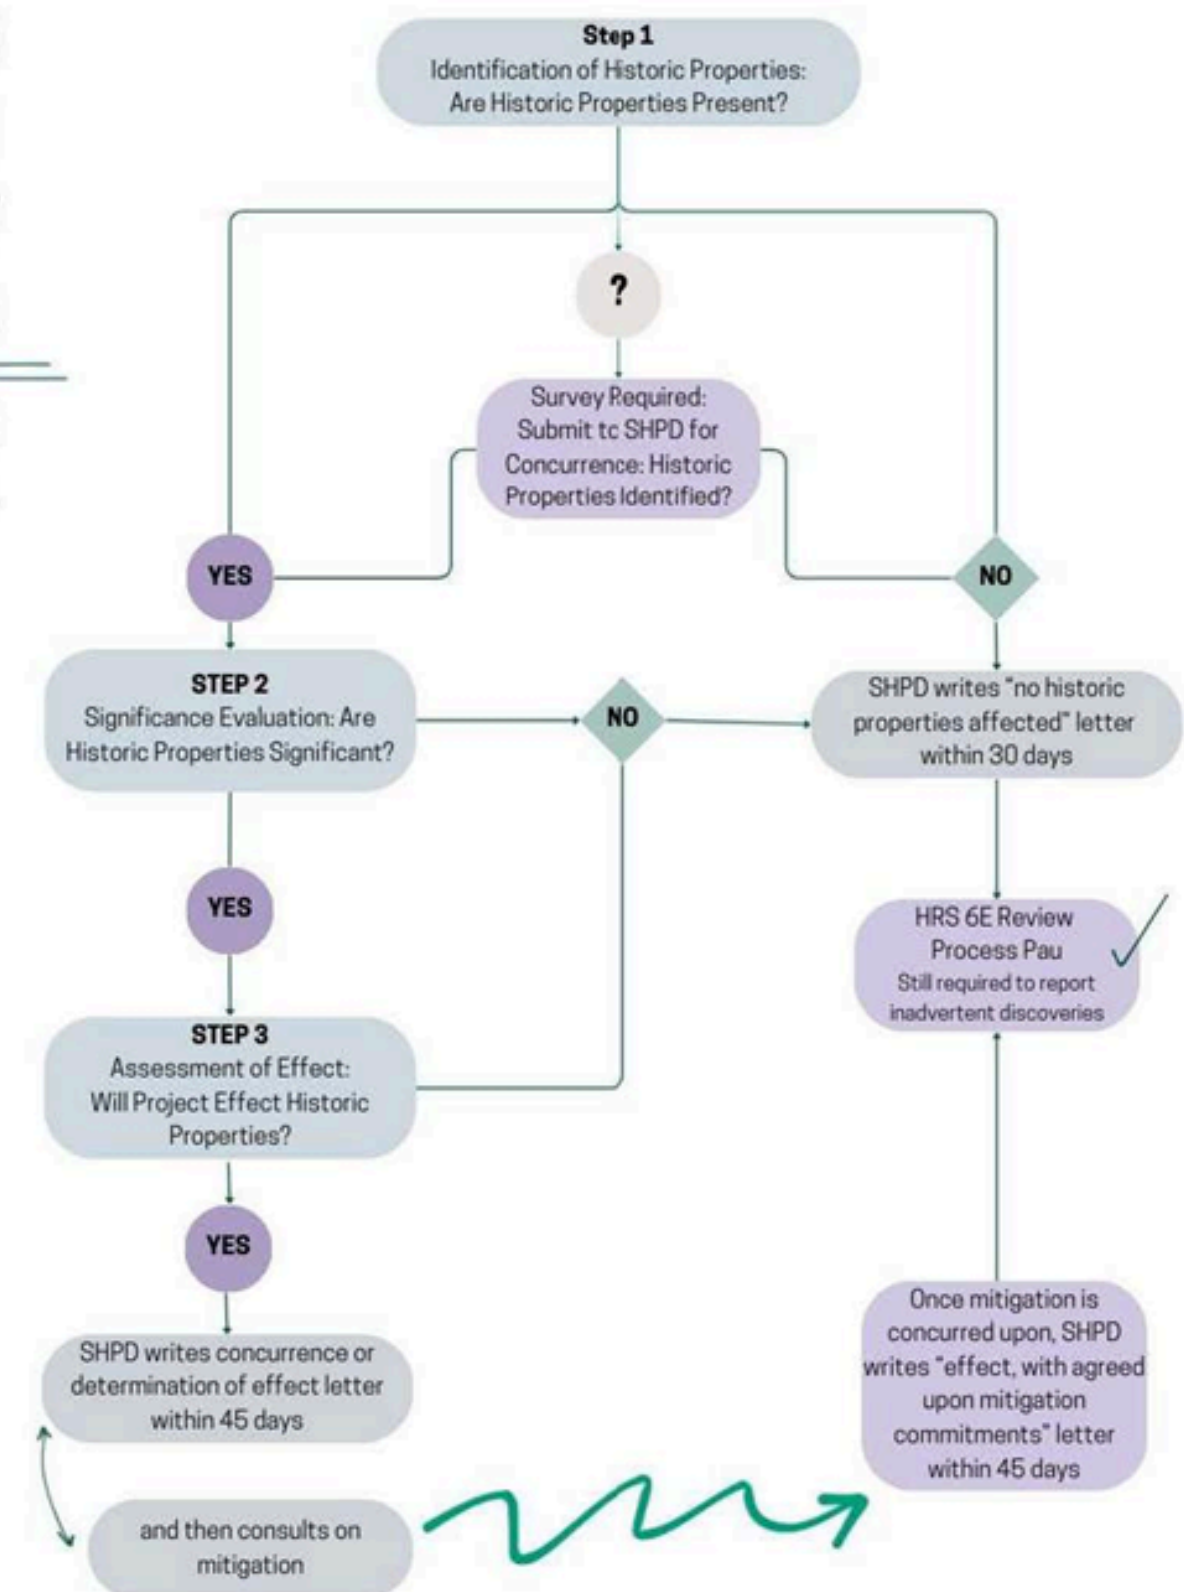 Step 1
Identification of Historic Properties:
Are Historic Properties Present?
?
Survey Required:
Submit tc SHPD for
Concurrence: Historic
Properties Identified?
YES
NO
STEP 2
Significance Evaluation: Are
Historic Properties Significant?
NO
SHPD writes "no historic
properties affected" letter
within 30 days
YES
HRS 6E Review
Process Pau
Still required to report
inadvertent discoveries
STEP 3
Assessment of Effect:
Will Project Effect Historic
Properties?
YES
SHPD writes concurrence or
determination of effect letter
within 45 days
Once mitigation is
concurred upon, SHPD
writes "effect, with agreed
upon mitigation
commitments" letter
within 45 days
and then consults on
mitigation